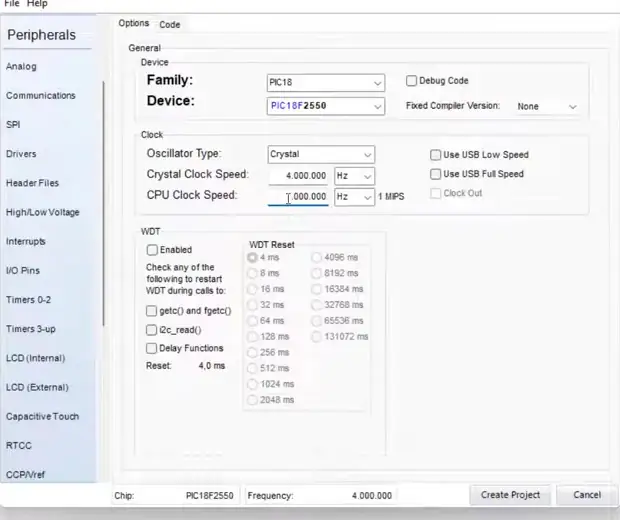 File Help
Peripherals
Analog
Communications
SPI
Drivers
Header Files
High/Low Voltage
Interrupts
I/O Pins
Timers 0-2
Timers 3-up
LCD (Internal)
LCD (External)
Capacitive Touch
RTCC
CCP/Vref
Options Code
General
Device
Family: PIC18 Debug Code
Device: PIC18F2550 Fixed Compiler Version: None
Clock
Oscillator Type: Crystal Use USB Low Speed
Crystal Clock Speed: 4.000.000 Hz Use USB Full Speed
CPU Clock Speed: .000.000 Hz 1 MIPS Clock Out
WDT
Enabled
Check any of the
following to restart
WDT during calls to:
getc() and fgetc()
i2c_read()
Delay Functions
Reset: 4,0 ms
WDT Reset
4 ms 4096 ms
8 ms 8192 ms
16 ms 16384 ms
32 ms 32768 ms
64 ms 65536 ms
128 ms 131072 ms
256 ms
512 ms
1024 ms
2048 ms
Chip: PIC18F2550 Frequency: 4.000.000 Create Project Cancel